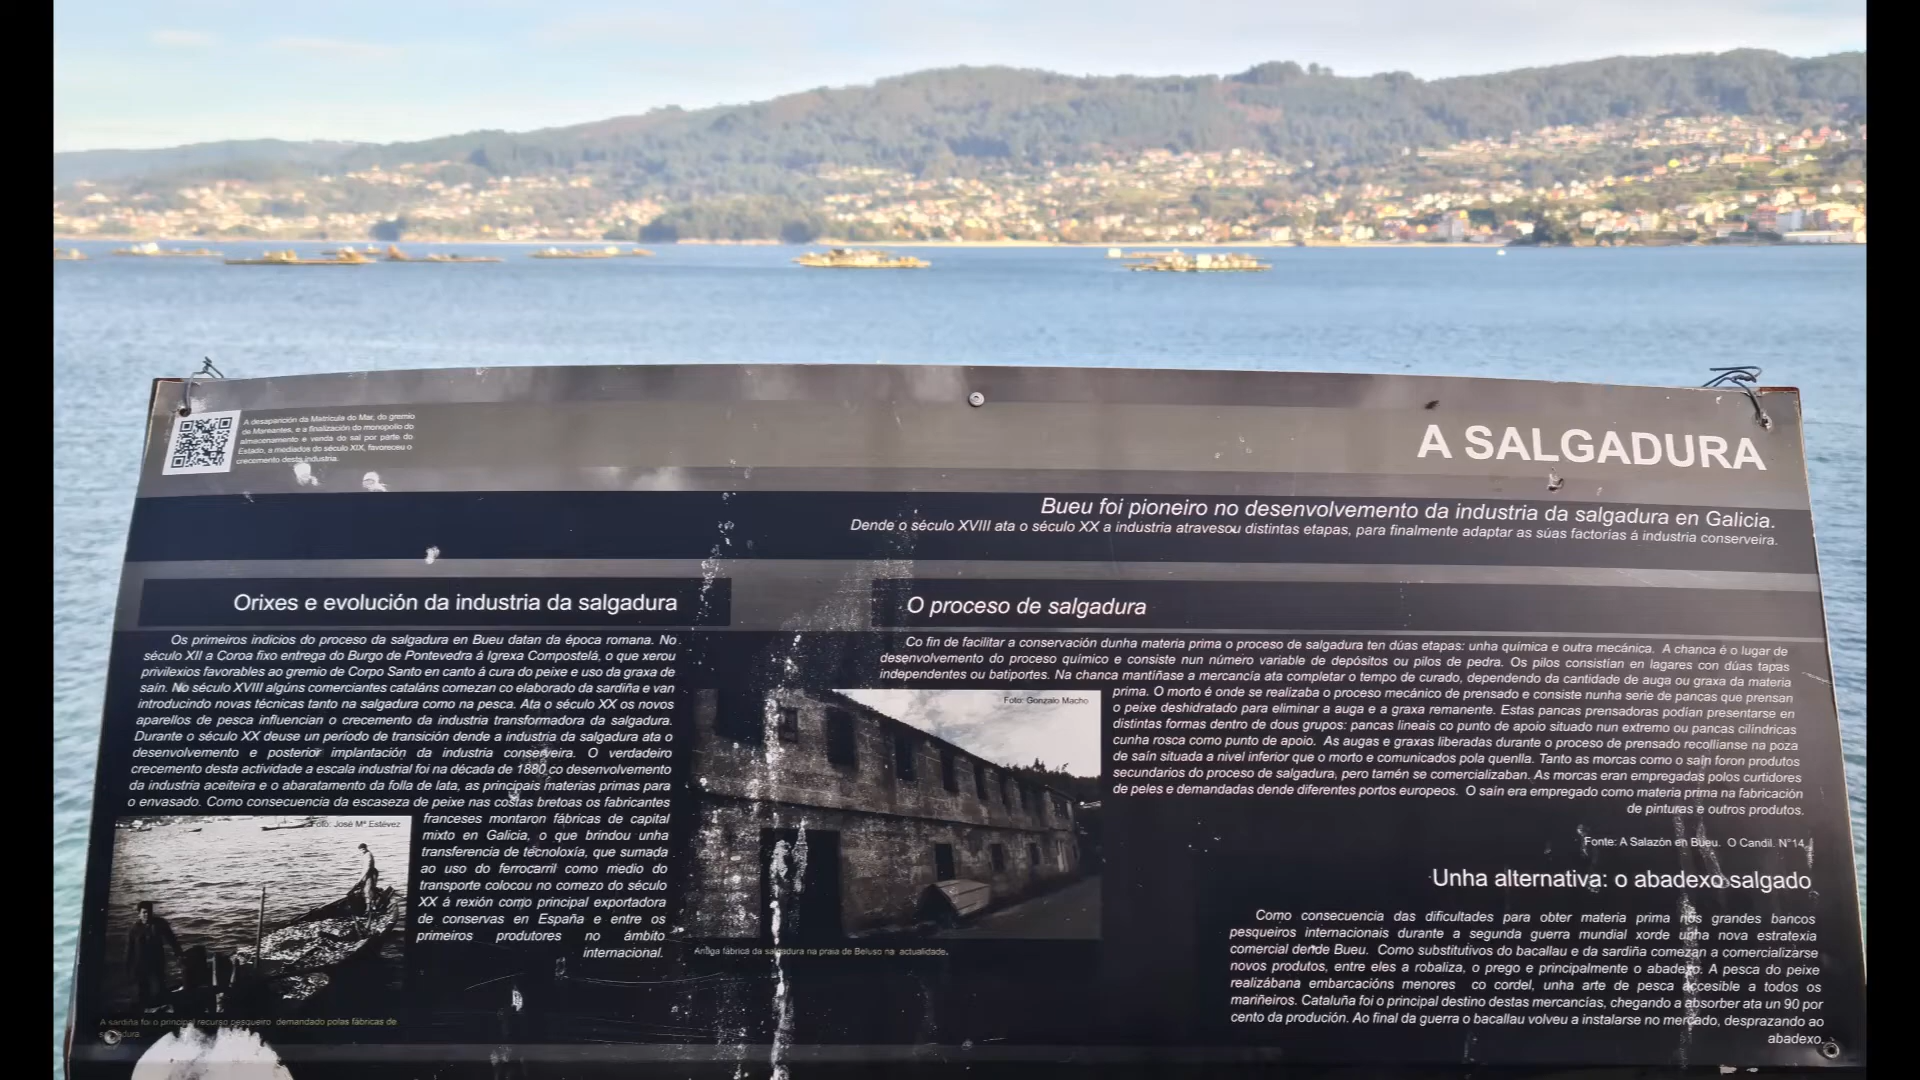 A desaparición da Matrícula do Mar, do gremio
de Mareantes, e a finalización do monopolio do
almacenamento e venda do sal por parte do
Estado, a mediados do século XIX, favoreceu o
crecemento desta industria.
A SALGADURA
Bueu foi pioneiro no desenvolvemento da industria da salgadura en Galicia.
Dende o século XVIII ata o século XX a industria atravesou distintas etapas, para finalmente adaptar as súas factorías á industria conserveira.
Orixes e evolución da industria da salgadura
Os primeiros indicios do proceso da salgadura en Bueu datan da época romana. No
século XII a Coroa fixo entrega do Burgo de Pontevedra á Igrexa Compostelá, o que xerou
privilexios favorables ao gremio de Corpo Santo en canto á cura do peixe e uso da graxa de
saín. No século XVIII algúns comerciantes cataláns comezan co elaborado da sardiña e van
introducindo novas técnicas tanto na salgadura como na pesca. Ata o século XX os novos
aparellos de pesca influencian o crecemento da industria transformadora da salgadura.
Durante o século XX deuse un período de transición dende a industria da salgadura ata o
desenvolvemento e posterior implantación da industria conserveira. O verdadeiro
crecemento desta actividade a escala industrial foi na década de 1880 co desenvolvemento
da industria aceiteira e o abaratamento da folla de lata, as principais materias primas para
o envasado. Como consecuencia da escaseza de peixe nas costas bretoas os fabricantes
franceses montaron fábricas de capital
mixto en Galicia, o que brindou unha
transferencia de tecnoloxía, que sumada
ao uso do ferrocarril como medio do
transporte colocou no comezo do século
XX á rexión como principal exportadora
de conservas en España e entre os
primeiros produtores no ámbito
internacional.
Foto: José Mª Estévez
A sardiña foi o principal recurso pesqueiro demandado polas fábricas de
salgadura.
O proceso de salgadura
Co fin de facilitar a conservación dunha materia prima o proceso de salgadura ten dúas etapas: unha química e outra mecánica. A chanca é o lugar de
desenvolvemento do proceso químico e consiste nun número variable de depósitos ou pilos de pedra. Os pilos consistían en lagares con dúas tapas
independentes ou batiportes. Na chanca mantíñase a mercancía ata completar o tempo de curado, dependendo da cantidade de auga ou graxa da materia
prima. O morto é onde se realizaba o proceso mecánico de prensado e consiste nunha serie de pancas que prensan
o peixe deshidratado para eliminar a auga e a graxa remanente. Estas pancas prensadoras podían presentarse en
distintas formas dentro de dous grupos: pancas lineais co punto de apoio situado nun extremo ou pancas cilíndricas
cunha rosca como punto de apoio. As augas e graxas liberadas durante o proceso de prensado recollíanse na poza
de saín situada a nivel inferior que o morto e comunicados pola quenlla. Tanto as morcas como o saín foron produtos
secundarios do proceso de salgadura, pero tamén se comercializaban. As morcas eran empregadas polos curtidores
de peles e demandadas dende diferentes portos europeos. O saín era empregado como materia prima na fabricación
de pinturas e outros produtos.
Fonte: A Salazón en Bueu. O Candil. N°14
Foto: Gonzalo Macho
Antiga fábrica da salgadura na praia de Beluso na actualidade.
Unha alternativa: o abadexo salgado
Como consecuencia das dificultades para obter materia prima nos grandes bancos
pesqueiros internacionais durante a segunda guerra mundial xorde unha nova estratexia
comercial dende Bueu. Como substitutivos do bacallau e da sardiña comezan a comercializarse
novos produtos, entre eles a robaliza, o prego e principalmente o abadexo. A pesca do peixe
realizábana embarcacións menores co cordel, unha arte de pesca accesible a todos os
mariñeiros. Cataluña foi o principal destino destas mercancías, chegando a absorber ata un 90 por
cento da produción. Ao final da guerra o bacallau volveu a instalarse no mercado, desprazando ao
abadexo.